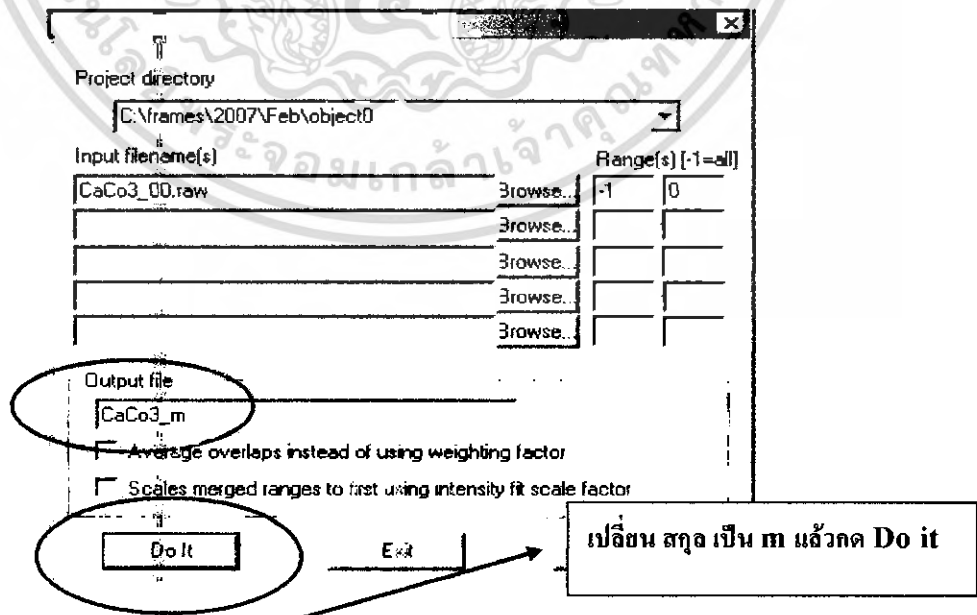 Project directory
C:\frames\2007\Feb\object0
Input filename(s) Range(s) [-1=all]
CaCo3_00.raw Browse... -1 0
Browse...
Browse...
Browse...
Browse...
Output file
CaCo3_m
Average overlaps instead of using weighting factor
Scales merged ranges to first using intensity fit scale factor
Do It Exit
เปลี่ยน สกุล เป็น m แล้วกด Do it